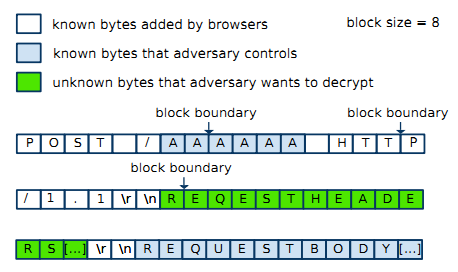 known bytes added by browsers
block size = 8
known bytes that adversary controls
unknown bytes that adversary wants to decrypt
block boundary
block boundary
P O S T / A A A A A A H T T P
block boundary
/ 1 . 1 \r \n R E Q E S T H E A D E
R S [...] \r \n R E Q U E S T B O D Y [...]